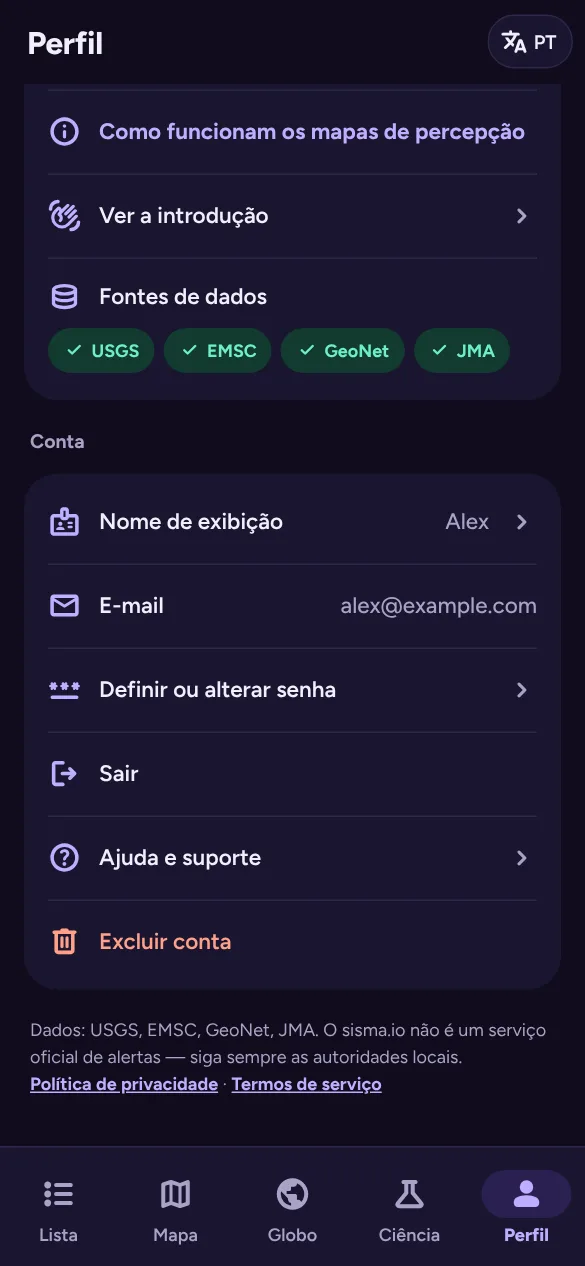 Perfil
PT
Como funcionam os mapas de percepção
Ver a introdução
Fontes de dados
USGS
EMSC
GeoNet
JMA
Conta
Nome de exibição
Alex
E-mail
alex@example.com
Definir ou alterar senha
Sair
Ajuda e suporte
Excluir conta
Dados: USGS, EMSC, GeoNet, JMA. O sisma.io não é um serviço
oficial de alertas — siga sempre as autoridades locais.
Política de privacidade · Termos de serviço
Lista
Mapa
Globo
Ciência
Perfil